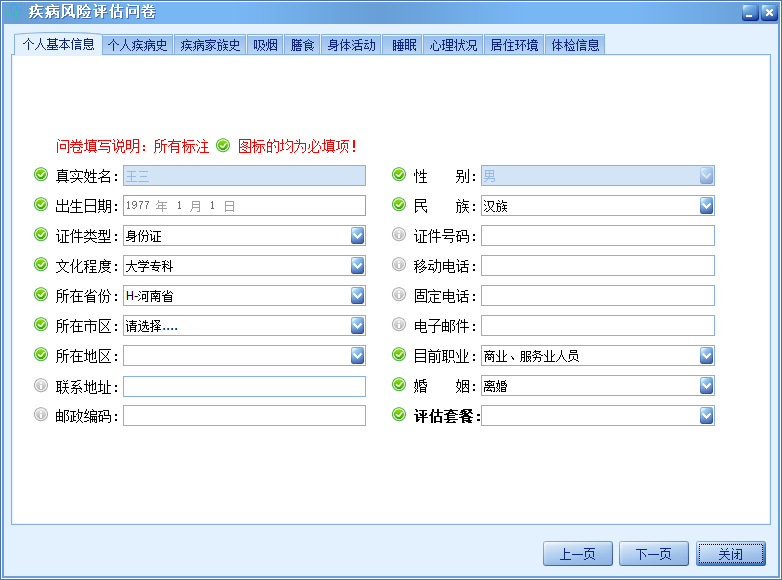 疾病风险评估问卷
个人基本信息 个人疾病史 疾病家族史 吸烟 膳食 身体活动 睡眠 心理状况 居住环境 体检信息
问卷填写说明：所有标注 图标的均为必填项！
真实姓名： 王三 性 别： 男
出生日期： 1977 年 1 月 1 日 民 族： 汉族
证件类型： 身份证 证件号码：
文化程度： 大学专科 移动电话：
所在省份： H-河南省 固定电话：
所在市区： 请选择.... 电子邮件：
所在地区： 目前职业： 商业、服务业人员
联系地址： 婚 姻： 离婚
邮政编码： 评估套餐：
上一页 下一页 关闭